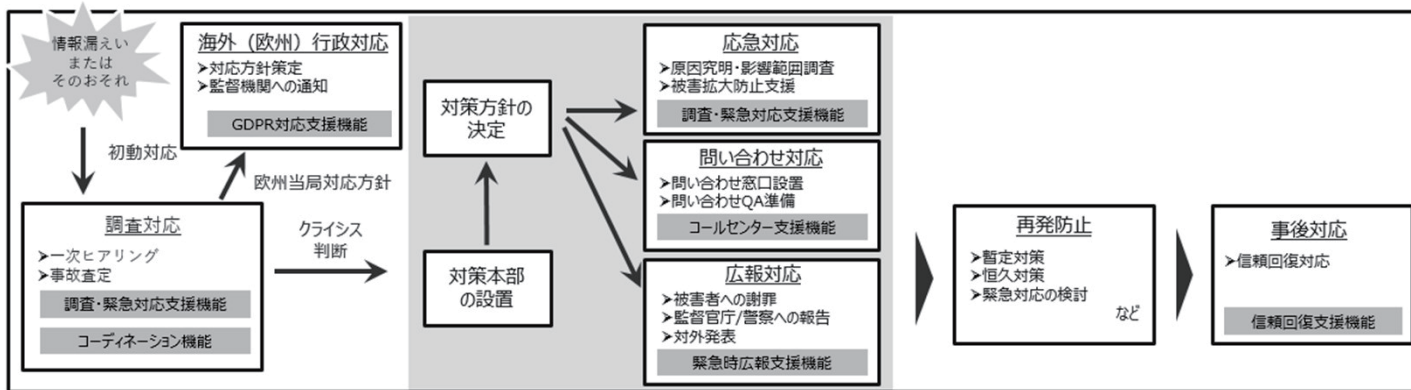 情報漏えい
または
そのおそれ
初動対応
海外（欧州）行政対応
➤対応方針策定
➤監督機関への通知
GDPR対応支援機能
欧州当局対応方針
調査対応
➤一次ヒアリング
➤事故査定
調査・緊急対応支援機能
コーディネーション機能
クライシス
判断
対策方針の
決定
対策本部
の設置
応急対応
➤原因究明・影響範囲調査
➤被害拡大防止支援
調査・緊急対応支援機能
問い合わせ対応
➤問い合わせ窓口設置
➤問い合わせQA準備
コールセンター支援機能
広報対応
➤被害者への謝罪
➤監督官庁/警察への報告
➤対外発表
緊急時広報支援機能
再発防止
➤暫定対策
➤恒久対策
➤緊急対応の検討
など
事後対応
➤信頼回復対応
信頼回復支援機能